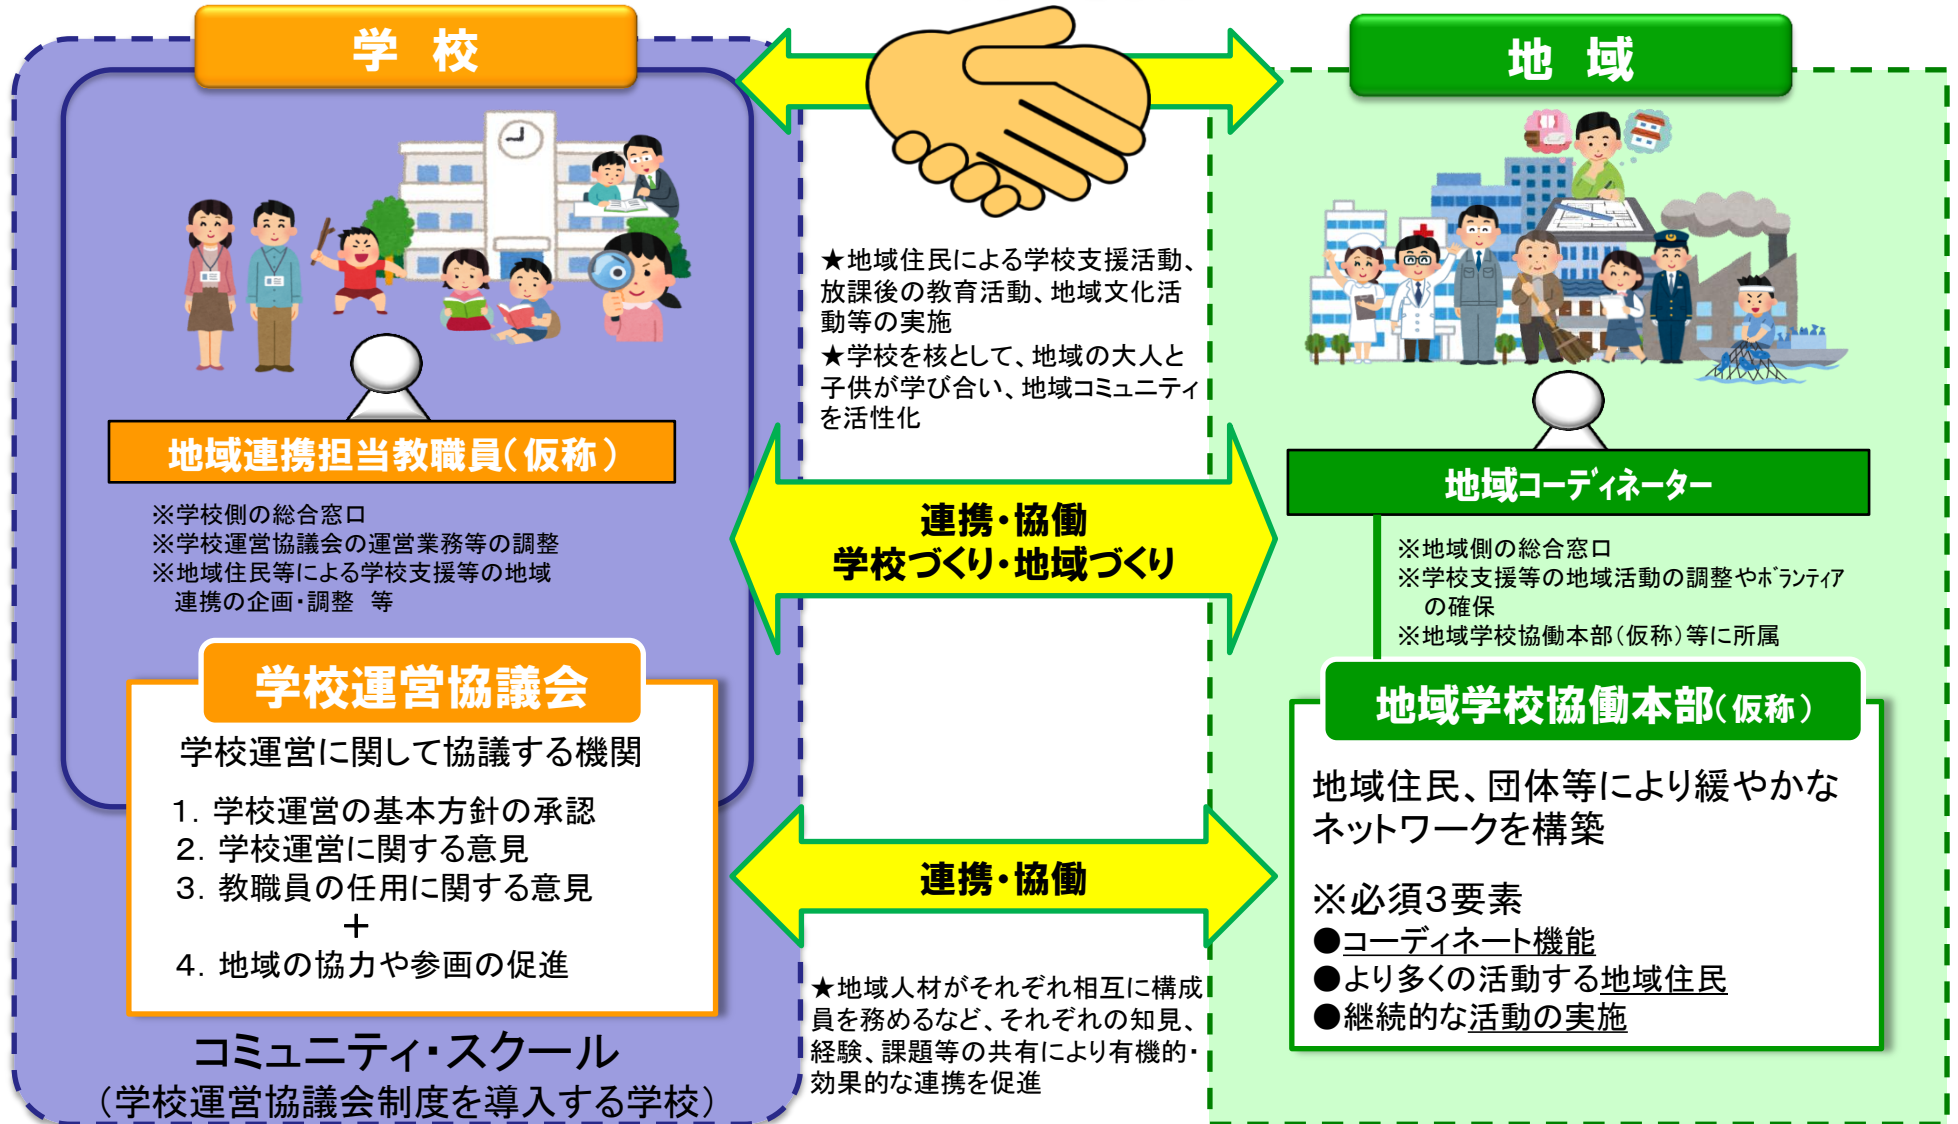 学 校
地域連携担当教職員（仮称）
※学校側の総合窓口
※学校運営協議会の運営業務等の調整
※地域住民等による学校支援等の地域
連携の企画・調整 等
学校運営協議会
学校運営に関して協議する機関
１．学校運営の基本方針の承認
２．学校運営に関する意見
３．教職員の任用に関する意見
＋
４．地域の協力や参画の促進
コミュニティ・スクール
（学校運営協議会制度を導入する学校）
★地域住民による学校支援活動、
放課後の教育活動、地域文化活
動等の実施
★学校を核として、地域の大人と
子供が学び合い、地域コミュニティ
を活性化
連携・協働
学校づくり・地域づくり
連携・協働
★地域人材がそれぞれ相互に構成
員を務めるなど、それぞれの知見、
経験、課題等の共有により有機的・
効果的な連携を促進
地 域
地域コーディネーター
※地域側の総合窓口
※学校支援等の地域活動の調整やﾎﾞﾗﾝﾃｨｱ
の確保
※地域学校協働本部（仮称）等に所属
地域学校協働本部（仮称）
地域住民、団体等により緩やかな
ネットワークを構築
※必須３要素
●コーディネート機能
●より多くの活動する地域住民
●継続的な活動の実施